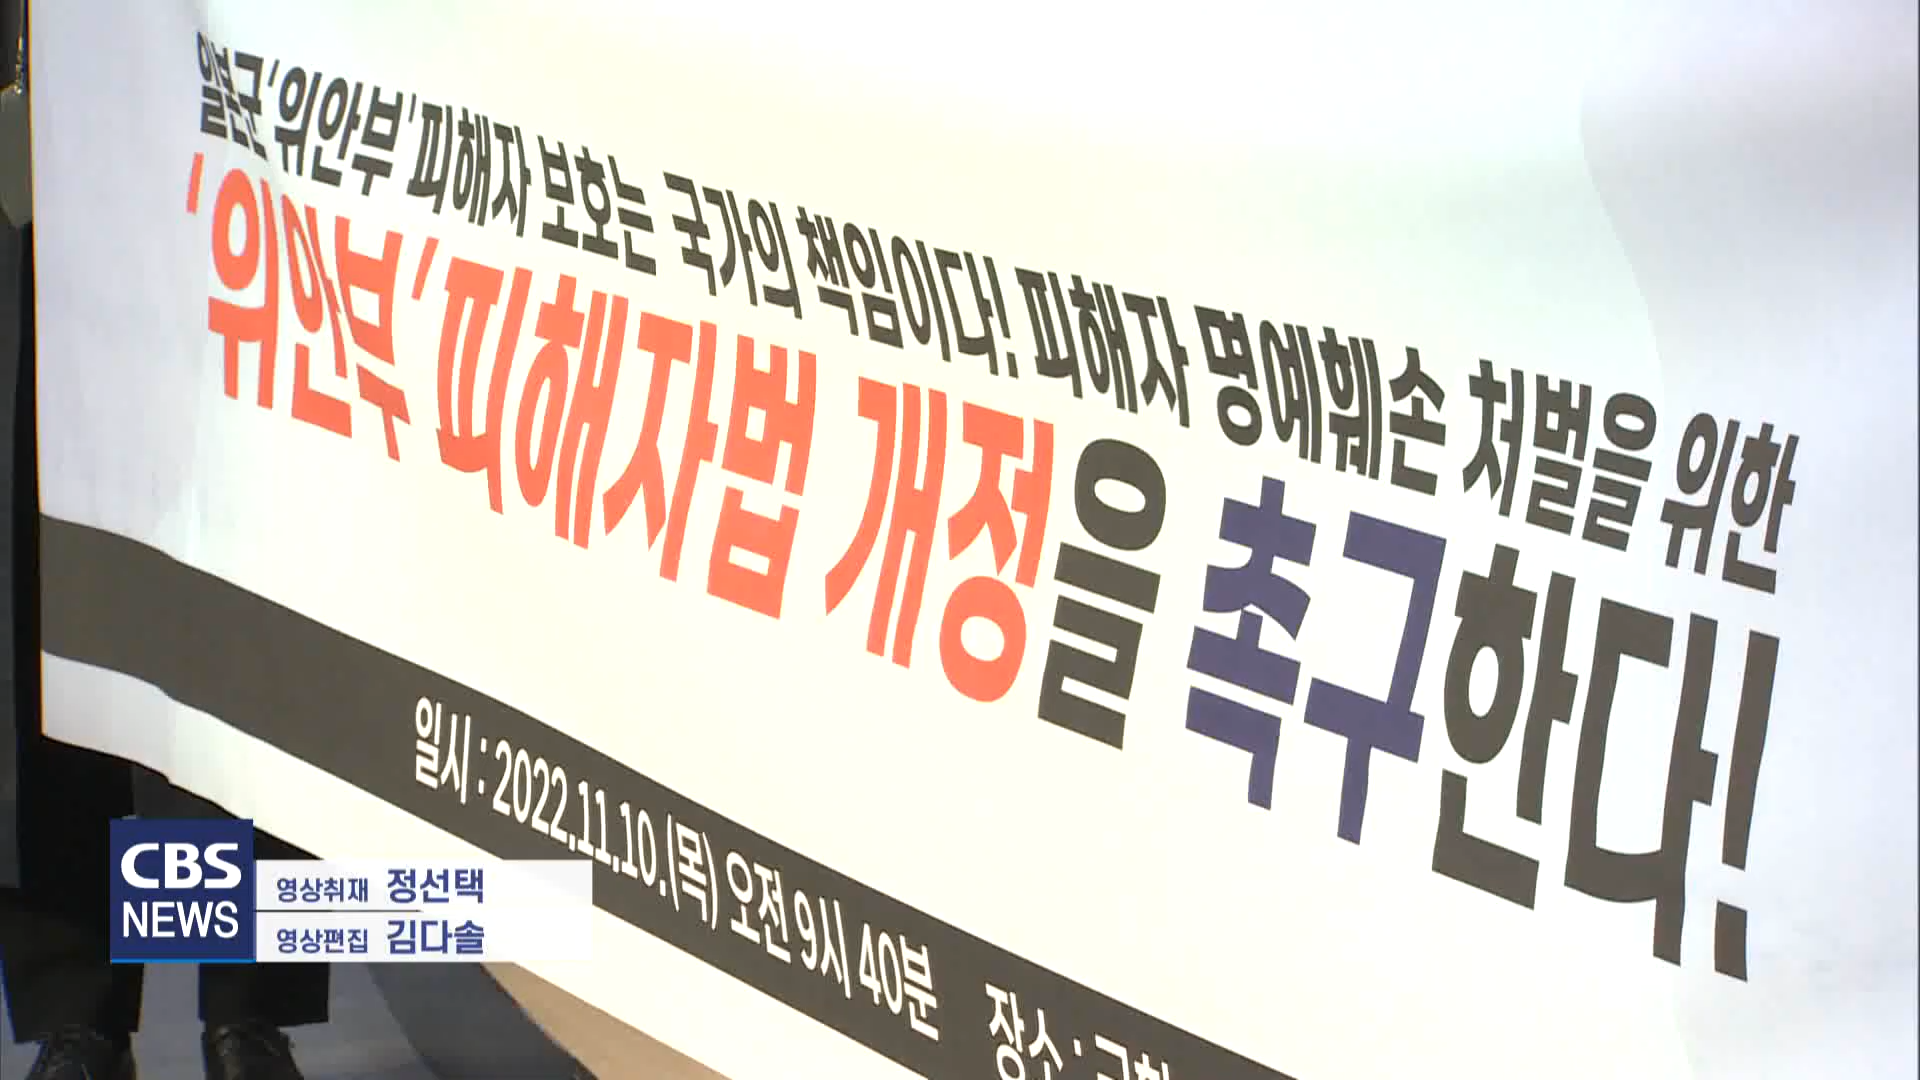 일본군 '위안부' 피해자 보호는 국가의 책임이다! 피해자 명예훼손 처벌을 위한
'위안부' 피해자법 개정을 촉구한다!
일시 : 2022.11.10.(목) 오전 9시 40분 장소 :
CBS
NEWS
영상취재 정선택
영상편집 김다솔